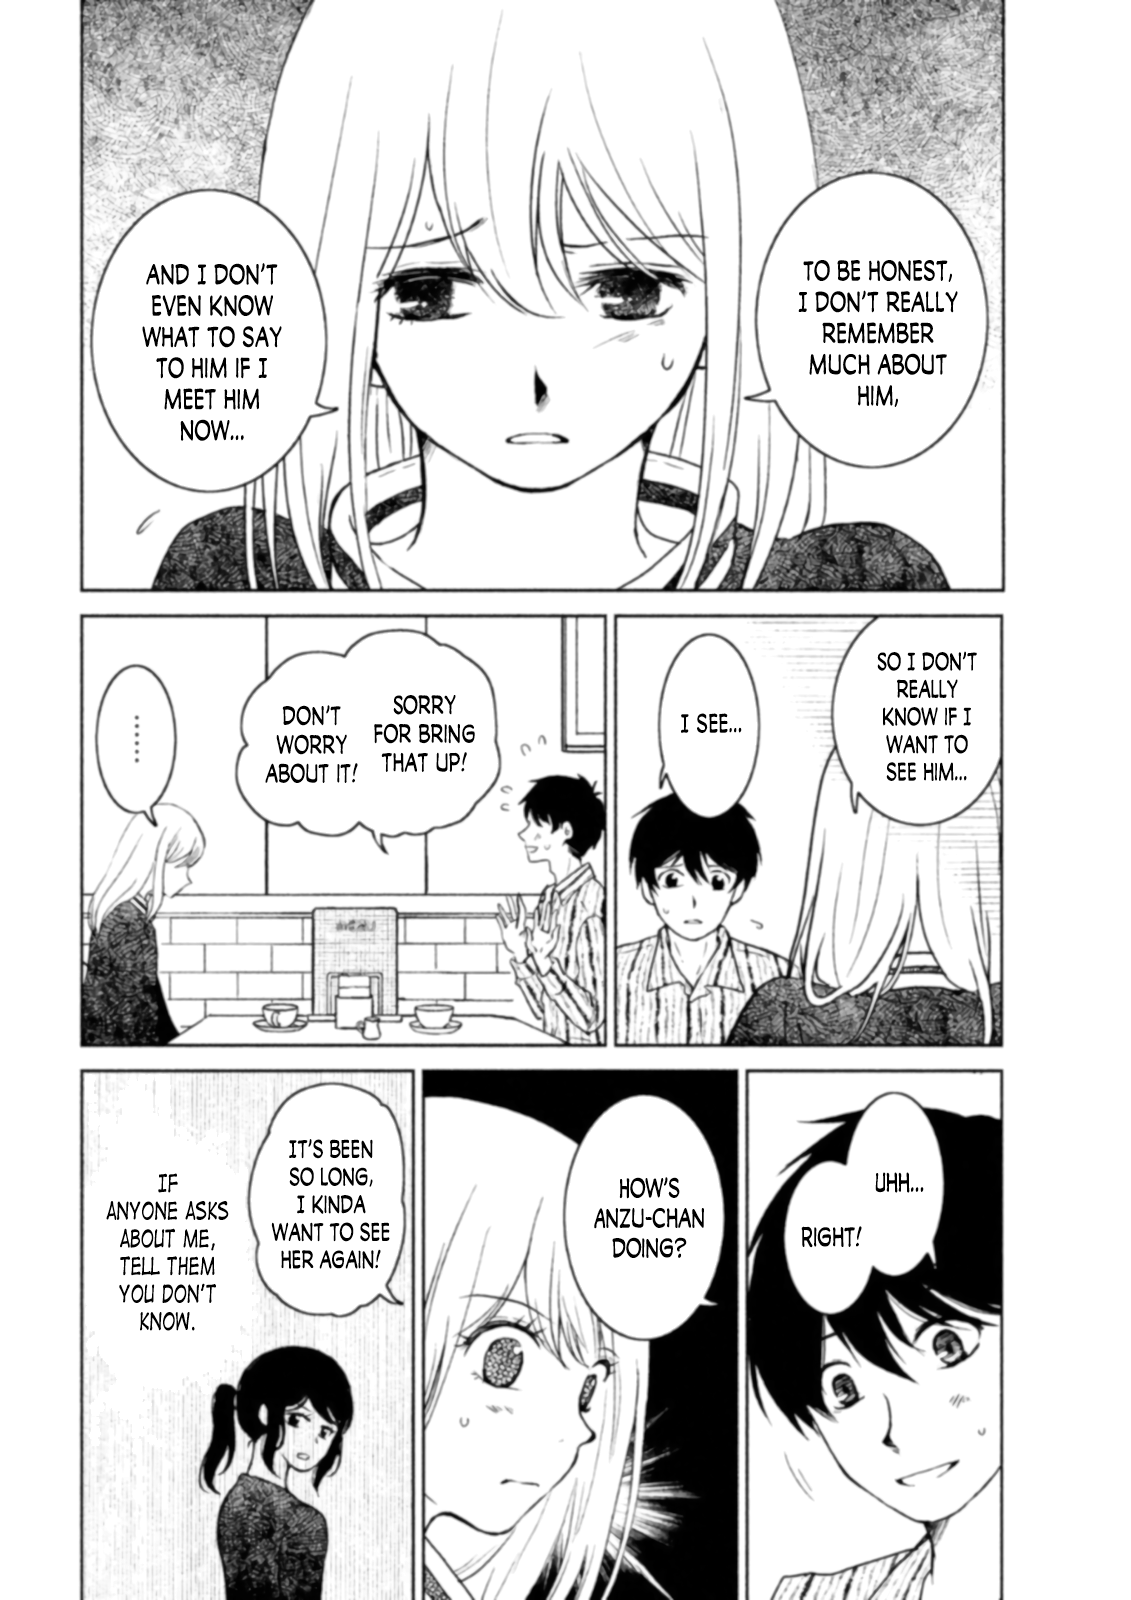 TO BE HONEST,
I DON'T REALLY
REMEMBER
MUCH ABOUT
HIM,
AND I DON'T
EVEN KNOW
WHAT TO SAY
TO HIM IF I
MEET HIM
NOW...
SO I DON'T
REALLY
KNOW IF I
WANT TO
SEE HIM...
I SEE...
SORRY
FOR BRING
THAT UP!
DON'T
WORRY
ABOUT IT!
......
MENU
UHH...
RIGHT!
HOW'S
ANZU-CHAN
DOING?
IT'S BEEN
SO LONG,
I KINDA
WANT TO SEE
HER AGAIN!
IF
ANYONE ASKS
ABOUT ME,
TELL THEM
YOU DON'T
KNOW.